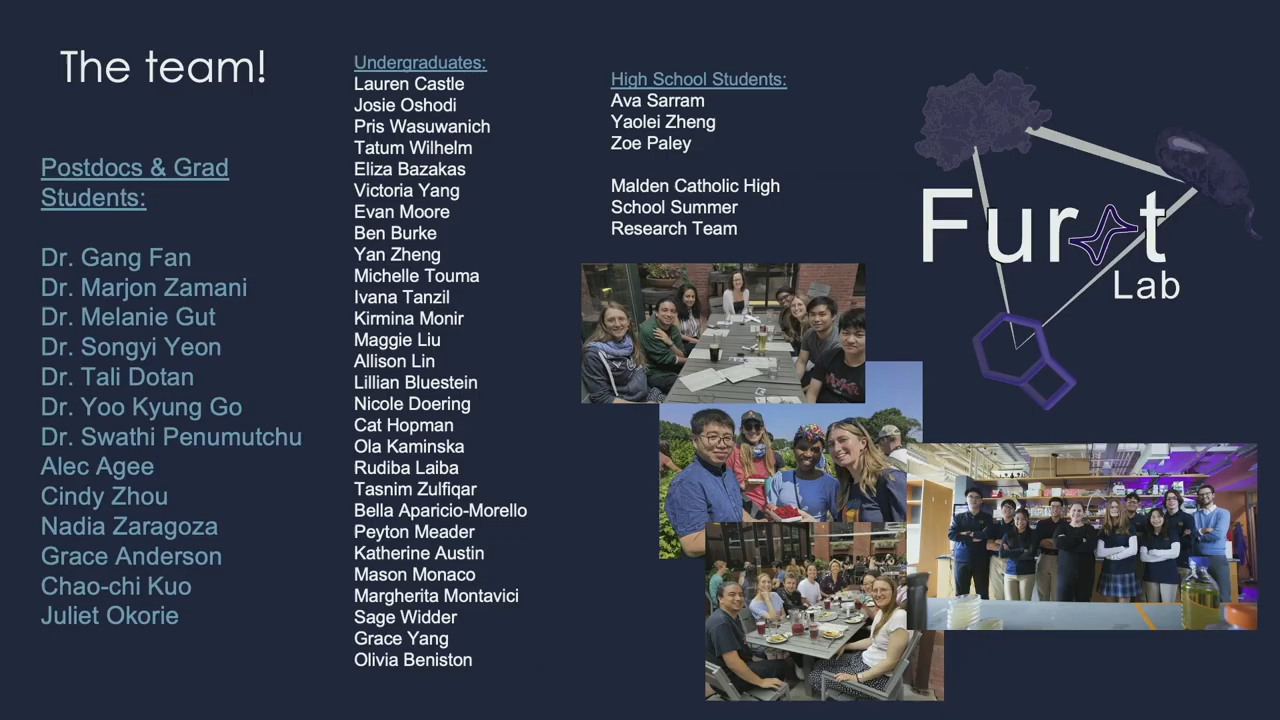 The team!
Postdocs & Grad
Students:
Dr. Gang Fan
Dr. Marjon Zamani
Dr. Melanie Gut
Dr. Songyi Yeon
Dr. Tali Dotan
Dr. Yoo Kyung Go
Dr. Swathi Penumutchu
Alec Agee
Cindy Zhou
Nadia Zaragoza
Grace Anderson
Chao-chi Kuo
Juliet Okorie
Undergraduates:
Lauren Castle
Josie Oshodi
Pris Wasuwanich
Tatum Wilhelm
Eliza Bazakas
Victoria Yang
Evan Moore
Ben Burke
Yan Zheng
Michelle Touma
Ivana Tanzil
Kirmina Monir
Maggie Liu
Allison Lin
Lillian Bluestein
Nicole Doering
Cat Hopman
Ola Kaminska
Rudiba Laiba
Tasnim Zulfiqar
Bella Aparicio-Morello
Peyton Meader
Katherine Austin
Mason Monaco
Margherita Montavici
Sage Widder
Grace Yang
Olivia Beniston
High School Students:
Ava Sarram
Yaolei Zheng
Zoe Paley
Malden Catholic High
School Summer
Research Team
Furst
Lab